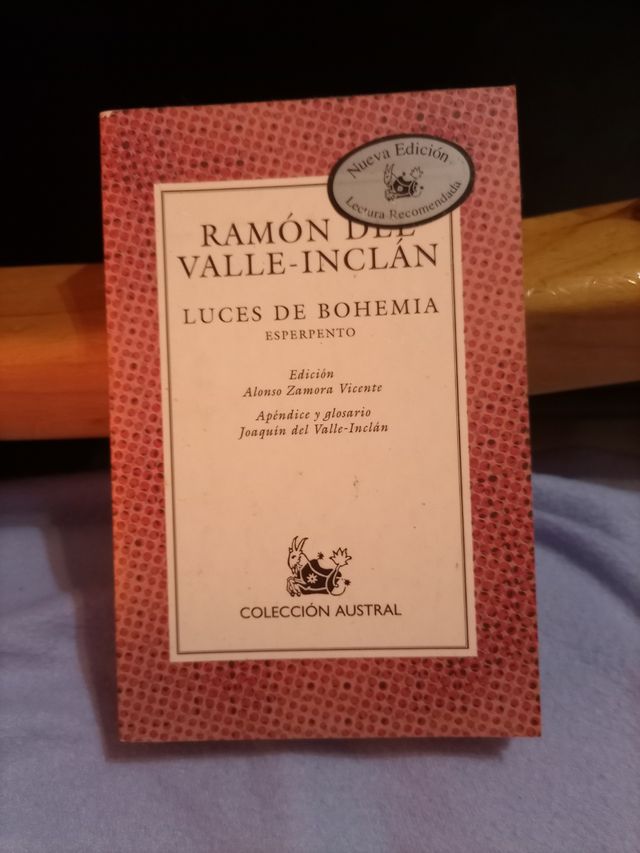 Nueva Edición
Lectura Recomendada
RAMÓN DEL
VALLE-INCLÁN
LUCES DE BOHEMIA
ESPERPENTO
Edición
Alonso Zamora Vicente
Apéndice y glosario
Joaquín del Valle-Inclán
COLECCIÓN AUSTRAL